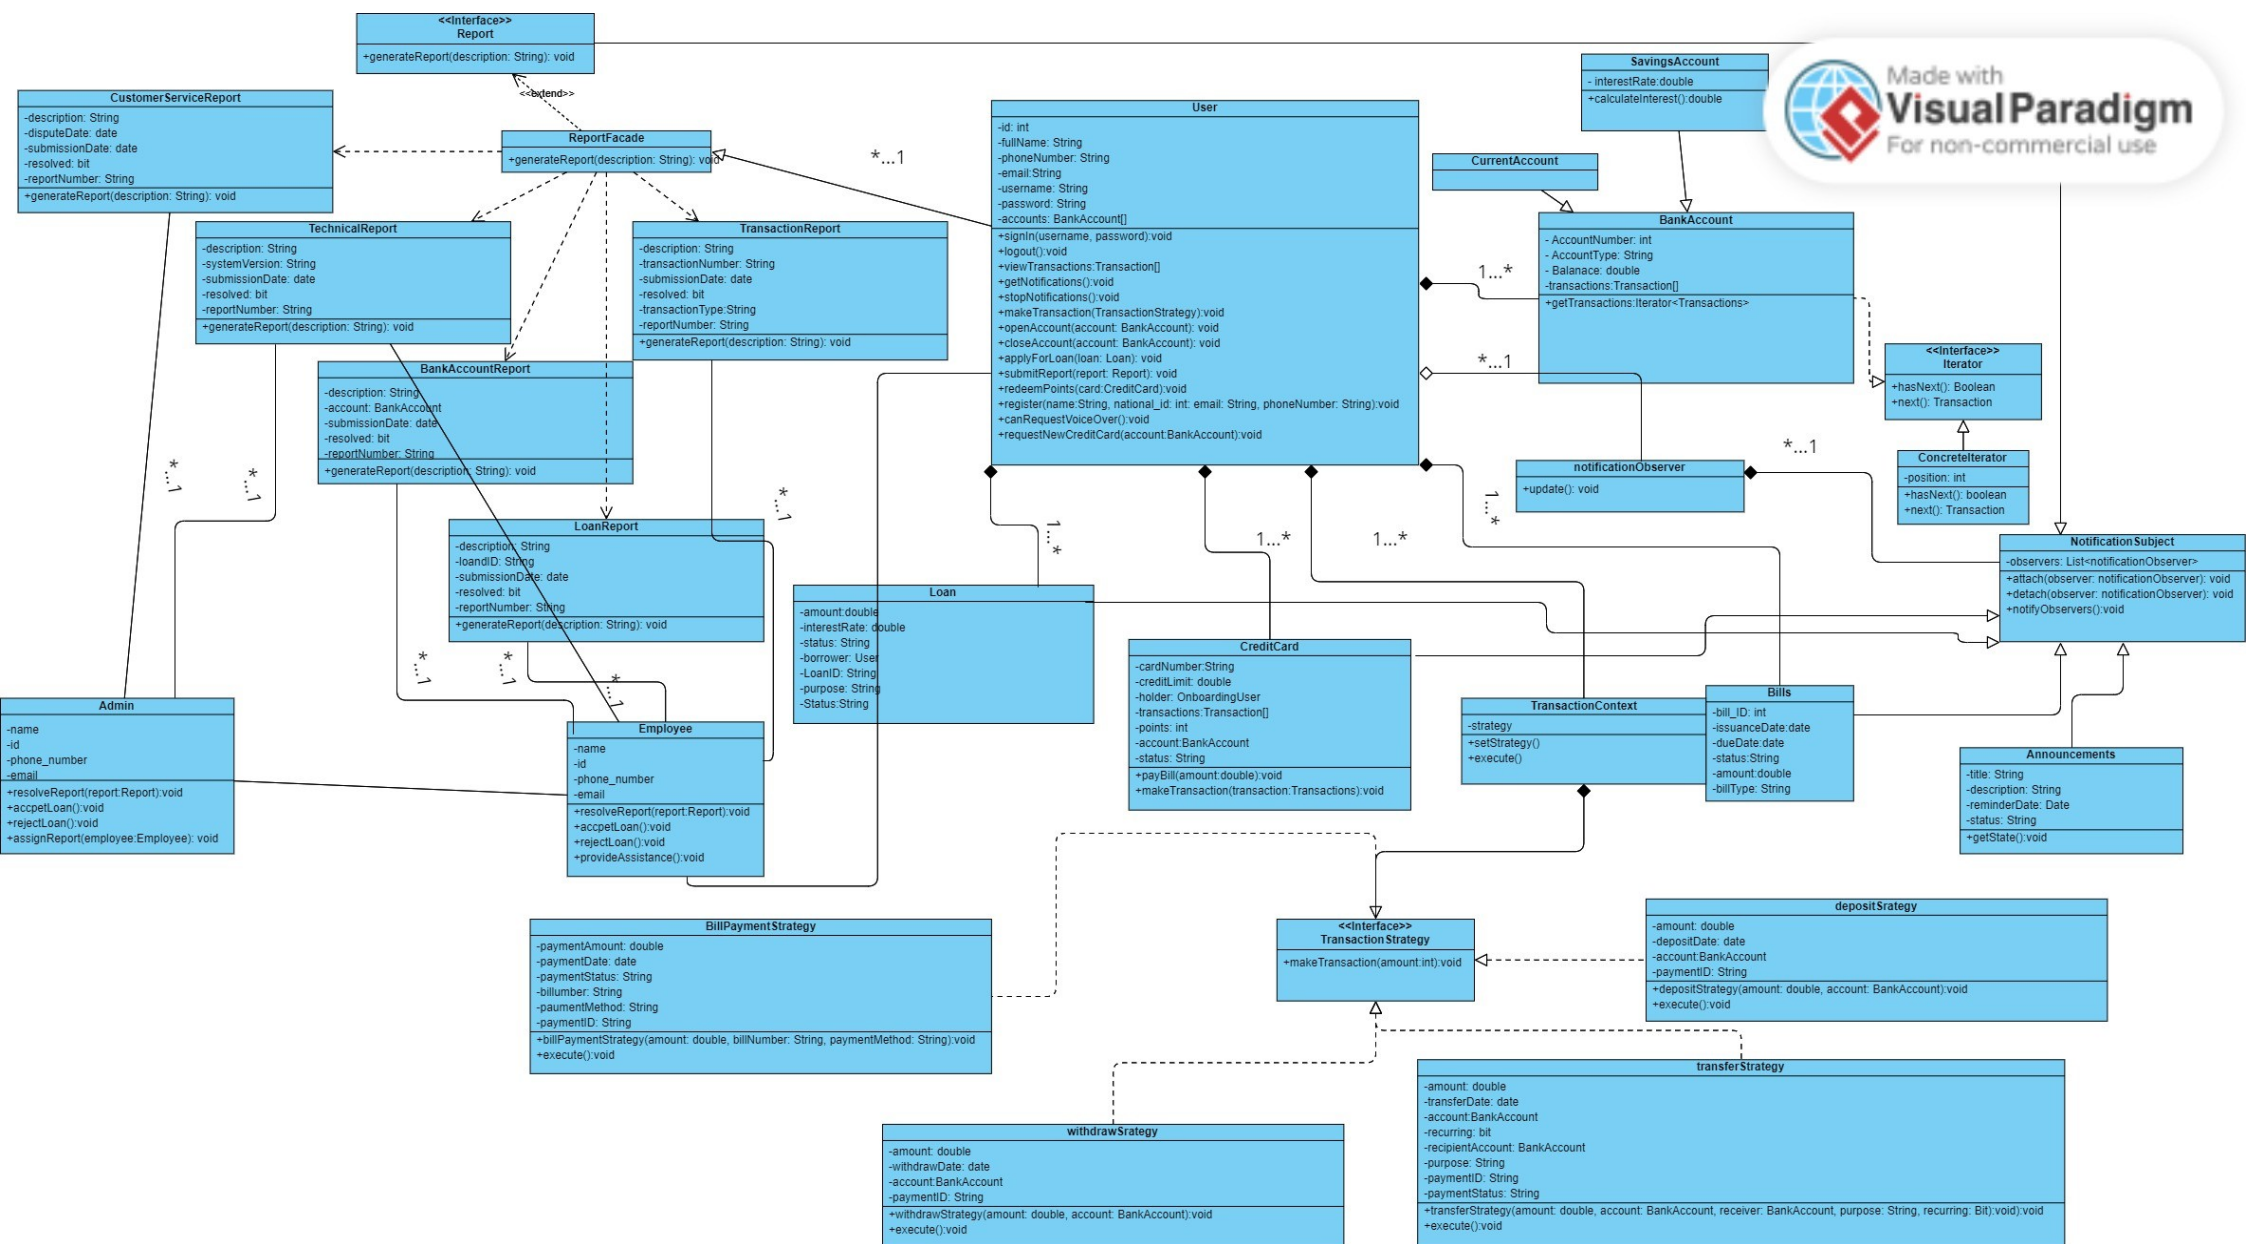 <<Interface>>
Report
+generateReport(description: String): void
<<extend>>
CustomerServiceReport
-description: String
-disputeDate: date
-submissionDate: date
-resolved: bit
-reportNumber: String
+generateReport(description: String): void
ReportFacade
+generateReport(description: String): void
*...1
TechnicalReport
-description: String
-systemVersion: String
-submissionDate: date
-resolved: bit
-reportNumber: String
+generateReport(description: String): void
TransactionReport
-description: String
-transactionNumber: String
-submissionDate: date
-resolved: bit
-transactionType:String
-reportNumber: String
+generateReport(description: String): void
BankAccountReport
-description: String
-account: BankAccount
-submissionDate: date
-resolved: bit
-reportNumber: String
+generateReport(description: String): void
LoanReport
-description: String
-loandID: String
-submissionDate: date
-resolved: bit
-reportNumber: String
+generateReport(description: String): void
*...1
*...1
*...1
*...1
*...1
*...1
Admin
-name
-id
-phone_number
-email
+resolveReport(report:Report):void
+accpetLoan():void
+rejectLoan():void
+assignReport(employee:Employee): void
Employee
-name
-id
-phone_number
-email
+resolveReport(report:Report):void
+accpetLoan():void
+rejectLoan():void
+provideAssistance():void
User
-id: int
-fullName: String
-phoneNumber: String
-email:String
-username: String
-password: String
-accounts: BankAccount[]
+signIn(username, password):void
+logout():void
+viewTransactions:Transaction[]
+getNotifications():void
+stopNotifications():void
+makeTransaction(TransactionStrategy):void
+openAccount(account: BankAccount): void
+closeAccount(account: BankAccount): void
+applyForLoan(loan: Loan): void
+submitReport(report: Report): void
+redeemPoints(card:CreditCard):void
+register(name:String, national_id: int: email: String, phoneNumber: String):void
+canRequestVoiceOver():void
+requestNewCreditCard(account:BankAccount):void
SavingsAccount
- interestRate:double
+calculateInterest():double
Made with
Visual Paradigm
For non-commercial use
CurrentAccount
BankAccount
- AccountNumber: int
- AccountType: String
- Balanace: double
-transactions:Transaction[]
+getTransactions:Iterator<Transactions>
1...*
*...1
<<Interface>>
Iterator
+hasNext(): Boolean
+next(): Transaction
ConcreteIterator
-position: int
+hasNext(): boolean
+next(): Transaction
notificationObserver
+update(): void
*...1
NotificationSubject
-observers: List<notificationObserver>
+attach(observer: notificationObserver): void
+detach(observer: notificationObserver): void
+notifyObservers():void
1...*
1...*
1...*
1...*
Loan
-amount:double
-interestRate: double
-status: String
-borrower: User
-LoanID: String
-purpose: String
-Status:String
CreditCard
-cardNumber:String
-creditLimit: double
-holder: OnboardingUser
-transactions:Transaction[]
-points: int
-account:BankAccount
-status: String
+payBill(amount:double):void
+makeTransaction(transaction:Transactions):void
TransactionContext
-strategy
+setStrategy()
+execute()
Bills
-bill_ID: int
-issuanceDate:date
-dueDate:date
-status:String
-amount:double
-billType: String
Announcements
-title: String
-description: String
-reminderDate: Date
-status: String
+getState():void
BillPaymentStrategy
-paymentAmount: double
-paymentDate: date
-paymentStatus: String
-billumber: String
-paumentMethod: String
-paymentID: String
+billPaymentStrategy(amount: double, billNumber: String, paymentMethod: String):void
+execute():void
<<Interface>>
TransactionStrategy
+makeTransaction(amount:int):void
depositSrategy
-amount: double
-depositDate: date
-account:BankAccount
-paymentID: String
+depositStrategy(amount: double, account: BankAccount):void
+execute():void
withdrawSrategy
-amount: double
-withdrawDate: date
-account:BankAccount
-paymentID: String
+withdrawStrategy(amount: double, account: BankAccount):void
+execute():void
transferStrategy
-amount: double
-transferDate: date
-account:BankAccount
-recurring: bit
-recipientAccount: BankAccount
-purpose: String
-paymentID: String
-paymentStatus: String
+transferStrategy(amount: double, account: BankAccount, receiver: BankAccount, purpose: String, recurring: Bit):void):void
+execute():void